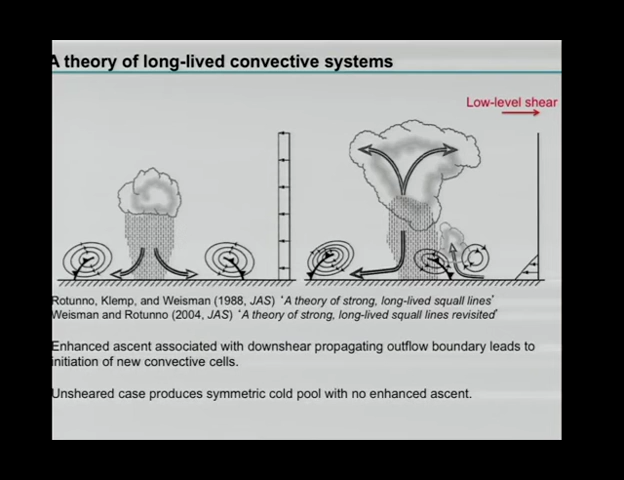 A theory of long-lived convective systems
Low-level shear
Rotunno, Klemp, and Weisman (1988, JAS) ‘A theory of strong, long-lived squall lines’
Weisman and Rotunno (2004, JAS) ‘A theory of strong, long-lived squall lines revisited’
Enhanced ascent associated with downshear propagating outflow boundary leads to
initiation of new convective cells.
Unsheared case produces symmetric cold pool with no enhanced ascent.